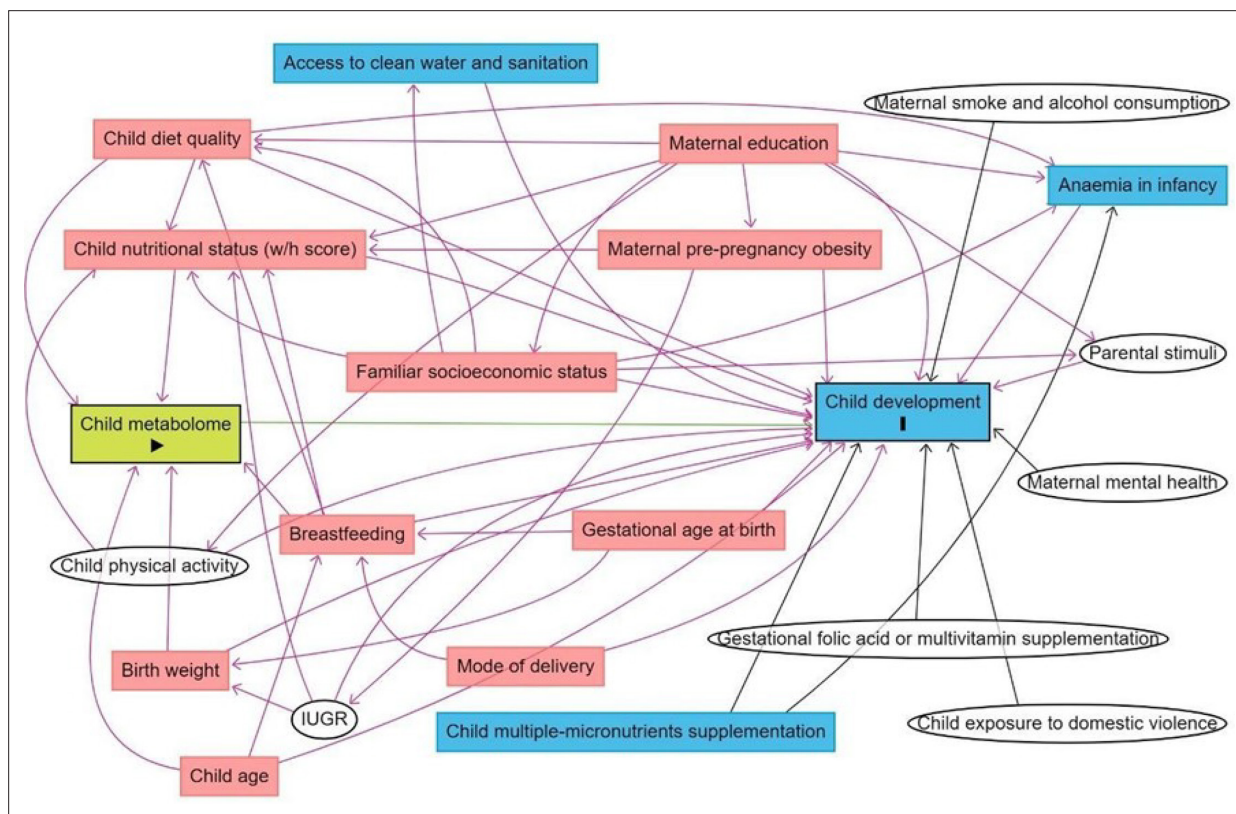 Access to clean water and sanitation
Maternal smoke and alcohol consumption
Child diet quality
Maternal education
Anaemia in infancy
Child nutritional status (w/h score)
Maternal pre-pregnancy obesity
Parental stimuli
Familiar socioeconomic status
Child development
Child metabolome
Maternal mental health
Breastfeeding
Gestational age at birth
Child physical activity
Gestational folic acid or multivitamin supplementation
Birth weight
Mode of delivery
IUGR
Child multiple-micronutrients supplementation
Child exposure to domestic violence
Child age